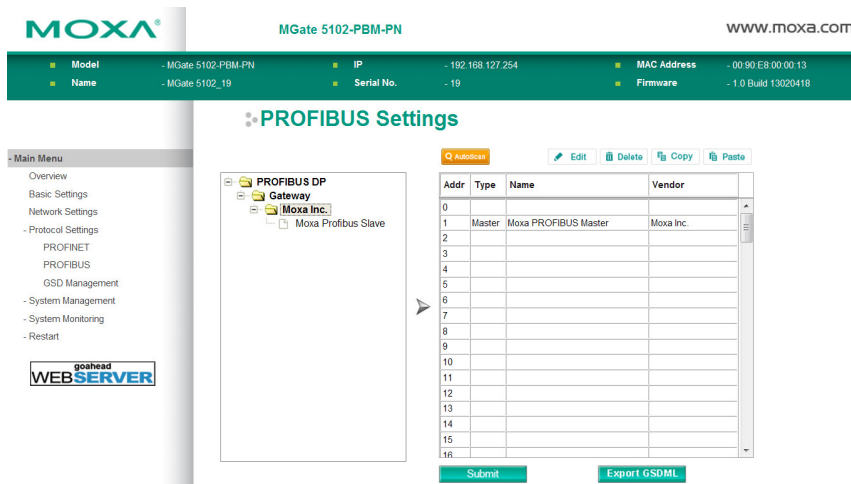 MOXA®
MGate 5102-PBM-PN
www.moxa.com
Model - MGate 5102-PBM-PN IP - 192.168.127.254 MAC Address - 00:90:E8:00:00:13
Name - MGate 5102_19 Serial No. - 19 Firmware - 1.0 Build 13020418
PROFIBUS Settings
- Main Menu
Overview
Basic Settings
Network Settings
- Protocol Settings
PROFINET
PROFIBUS
GSD Management
- System Management
- System Monitoring
- Restart
goahead
WEBSERVER
PROFIBUS DP
Gateway
Moxa Inc.
Moxa Profibus Slave
AutoScan Edit Delete Copy Paste
Addr Type Name Vendor
0
1 Master Moxa PROFIBUS Master Moxa Inc.
2
3
4
5
6
7
8
9
10
11
12
13
14
15
16
Submit Export GSDML